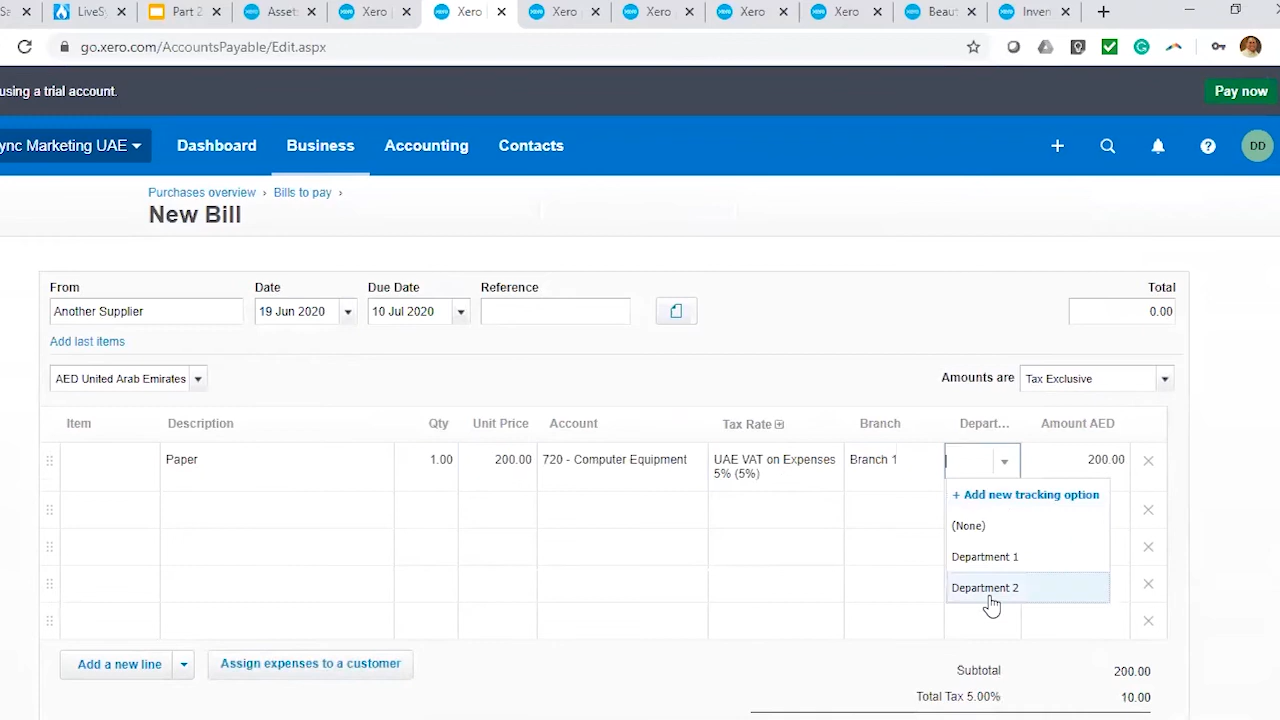 Sa
LiveSy
Part 2
Asset
Xero
Xero
Xero
Xero
Xero
Xero
Beau
Inven
go.xero.com/AccountsPayable/Edit.aspx
using a trial account.
Pay now
ync Marketing UAE
Dashboard
Business
Accounting
Contacts
DD
Purchases overview › Bills to pay ›
New Bill
From
Date
Due Date
Reference
Total
Another Supplier
19 Jun 2020
10 Jul 2020
0.00
Add last items
AED United Arab Emirates
Amounts are
Tax Exclusive
Item
Description
Qty
Unit Price
Account
Tax Rate
Branch
Depart...
Amount AED
Paper
1.00
200.00
720 - Computer Equipment
UAE VAT on Expenses
5% (5%)
Branch 1
200.00
+ Add new tracking option
(None)
Department 1
Department 2
Add a new line
Assign expenses to a customer
Subtotal
200.00
Total Tax 5.00%
10.00